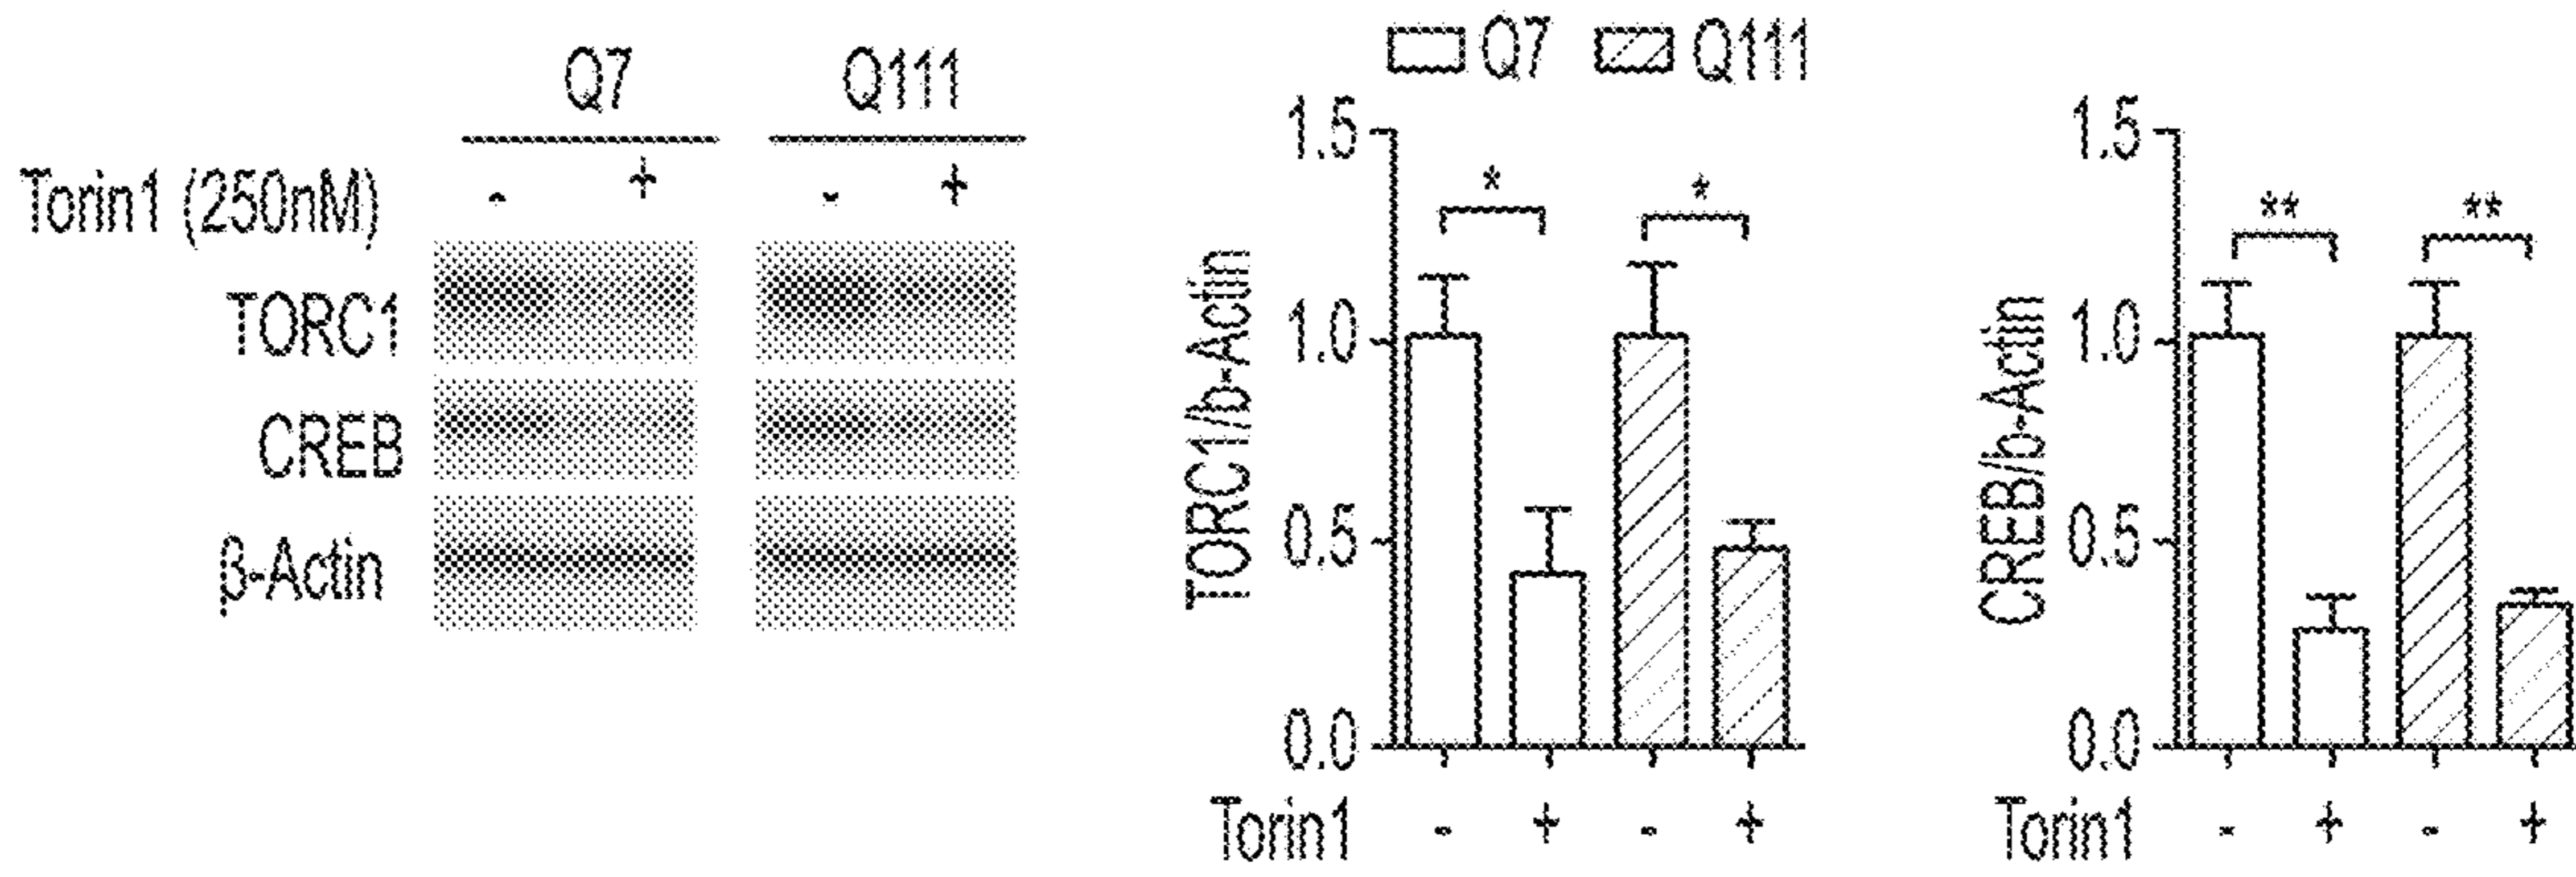 Q7 Q111
Torin1 (250nM) - + - +
TORC1
CREB
β-Actin
Q7 Q111
TORC1/b-Actin
1.5
1.0
0.5
0.0
* *
Torin1 - + - +
CREB/b-Actin
1.5
1.0
0.5
0.0
** **
Torin1 - + - +